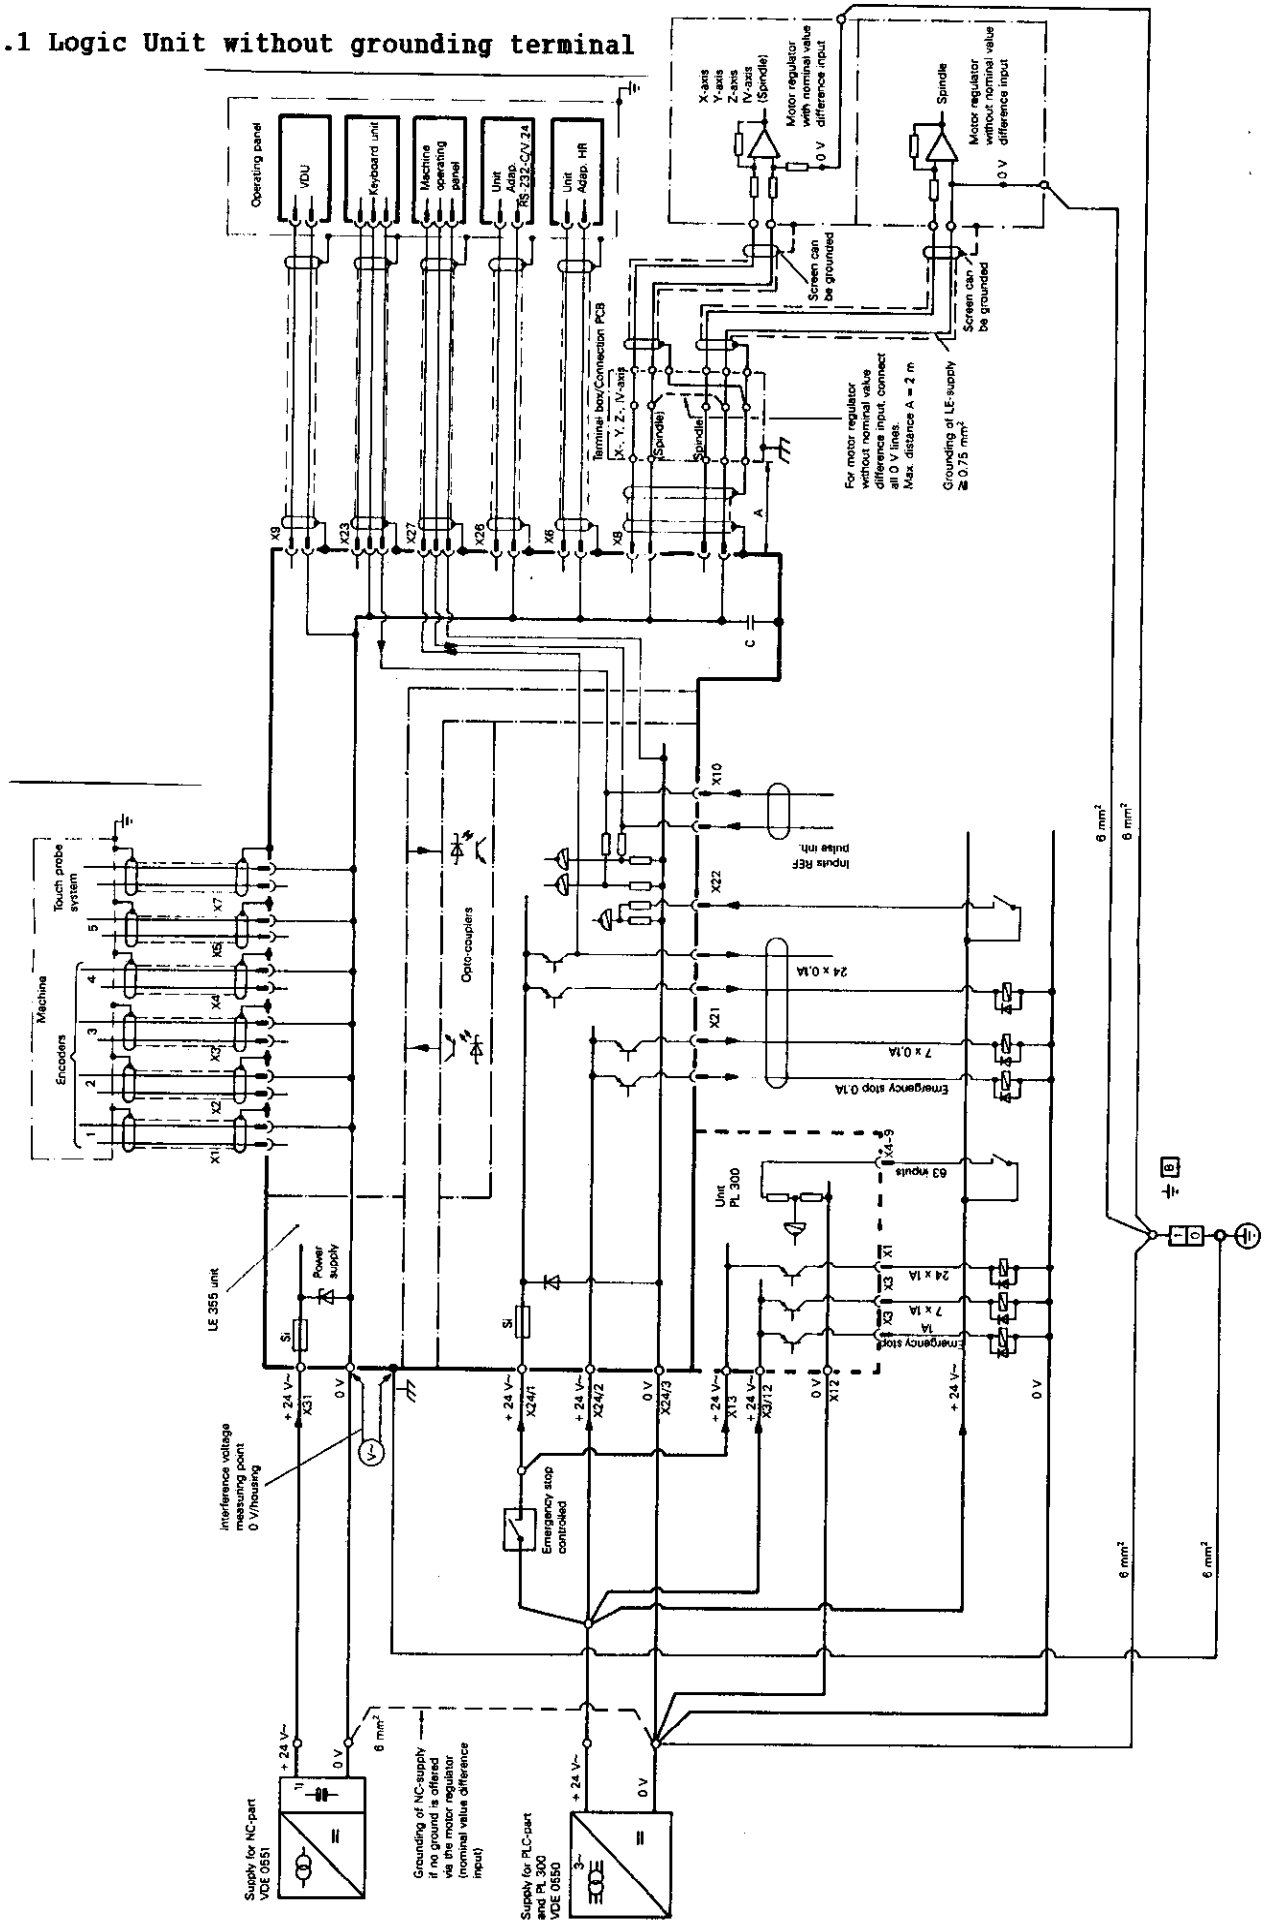 .1 Logic Unit without grounding terminal
Operating panel
VDU
Keyboard unit
Machine
operating
panel
Unit
Adap.
RS-232-C/V.24
Unit
Adap. HR
X-axis
Y-axis
Z-axis
IV-axis
(Spindle)
Motor regulator
with nominal value
difference input
0 V
Spindle
Motor regulator
without nominal value
difference input
0 V
Screen can
be grounded
Screen can
be grounded
Terminal box/Connection PCB
X-, Y, Z-, IV-axis
(Spindle)
Spindle
For motor regulator
without nominal value
difference input, connect
all 0 V lines.
Max. distance A = 2 m
Grounding of LE-supply
≧ 0.75 mm²
X9
X23
X27
X26
X6
X8
A
C
Machine
Encoders
Touch probe
system
1
2
3
4
5
X1
X2
X3
X4
X5
X7
Opto-couplers
LE 355 unit
Power
supply
Si
Si
X10
Inputs REF
pulse inh.
X22
24 x 0,1A
X21
7 x 0,1A
Emergency stop 0.1A
Unit
PL 300
X4-9
63 inputs
X1
24 x 1A
X3
7 x 1A
X3
1A
Emergency stop
+ 24 V~
X31
0 V
+ 24 V~
X24/1
+ 24 V~
X24/2
0 V
X24/3
+ 24 V~
X13
+ 24 V~
X3/12
0 V
X12
+ 24 V~
0 V
Interference voltage
measuring point
0 V/housing
V~
Emergency stop
controlled
6 mm²
6 mm²
B
1
0
6 mm²
6 mm²
+ 24 V~
0 V
6 mm²
Grounding of NC-supply
if no ground is offered
via the motor regulator
(nominal value difference
input)
Supply for NC-part
VDE 0551
+ 24 V~
0 V
3~
Supply for PLC-part
and PL 300
VDE 0550